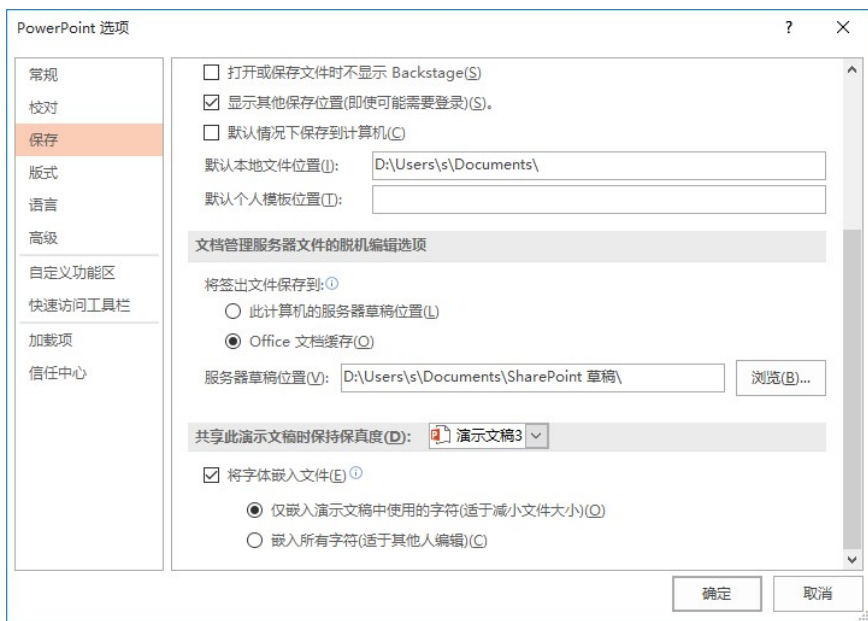 PowerPoint 选项
?
常规
校对
保存
版式
语言
高级
自定义功能区
快速访问工具栏
加载项
信任中心
打开或保存文件时不显示 Backstage(S)
显示其他保存位置(即使可能需要登录)(S)。
默认情况下保存到计算机(C)
默认本地文件位置(I): D:\Users\s\Documents\
默认个人模板位置(T):
文档管理服务器文件的脱机编辑选项
将签出文件保存到:
此计算机的服务器草稿位置(L)
Office 文档缓存(O)
服务器草稿位置(V): D:\Users\s\Documents\SharePoint 草稿\ 浏览(B)...
共享此演示文稿时保持保真度(D): 演示文稿3
将字体嵌入文件(E)
仅嵌入演示文稿中使用的字符(适于减小文件大小)(O)
嵌入所有字符(适于其他人编辑)(C)
确定 取消